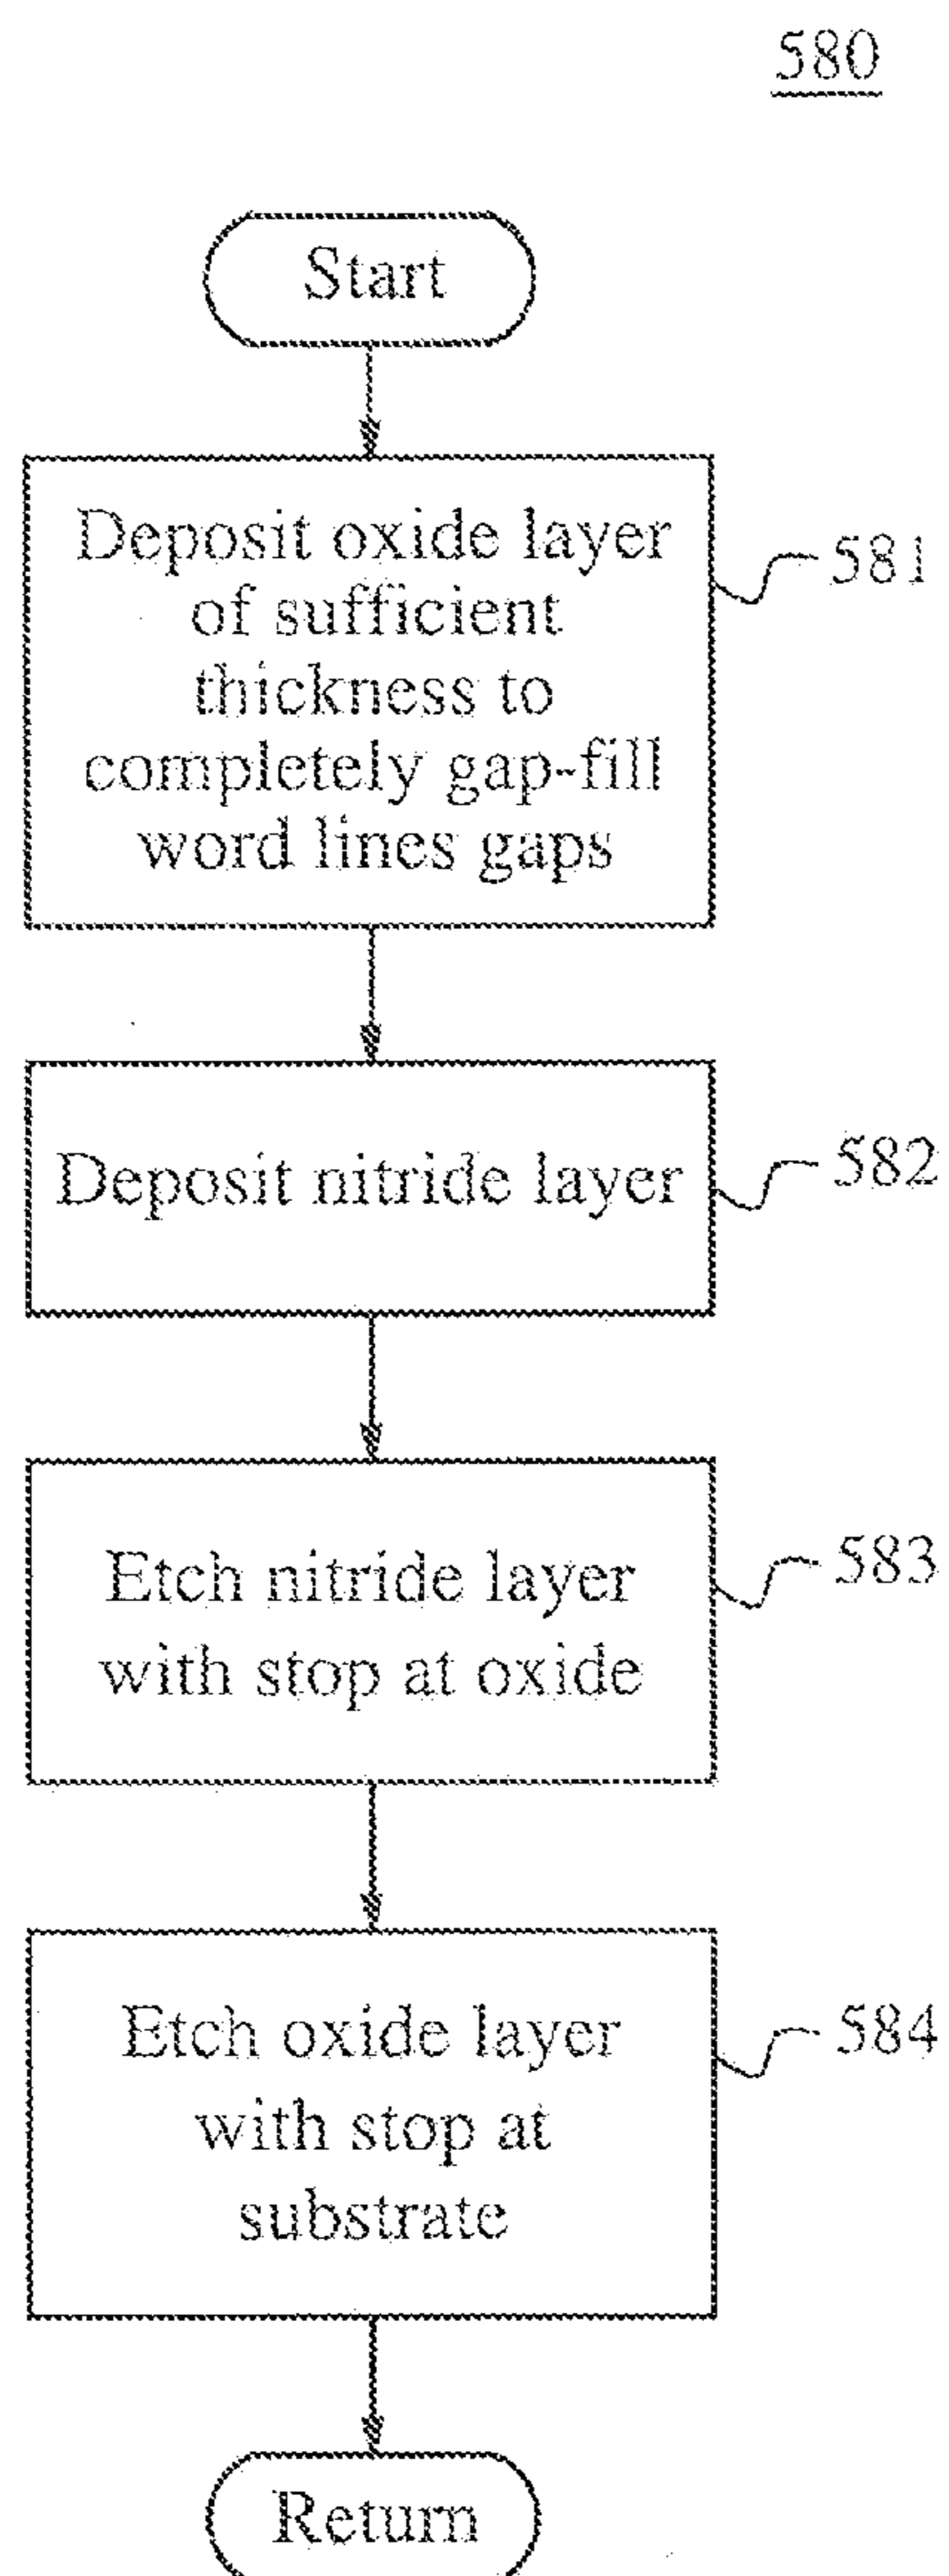 580
Start
Deposit oxide layer
of sufficient
thickness to
completely gap-fill
word lines gaps
581
Deposit nitride layer
582
Etch nitride layer
with stop at oxide
583
Etch oxide layer
with stop at
substrate
584
Return